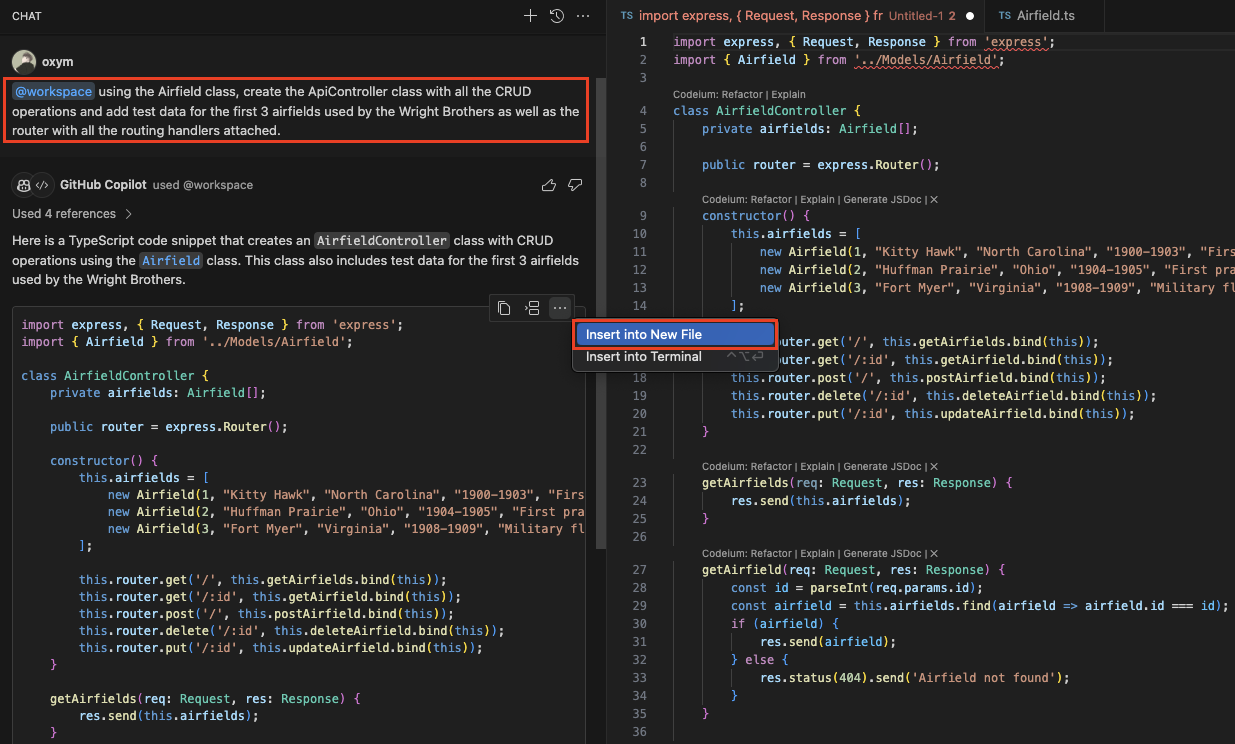 CHAT
oxym
@workspace using the Airfield class, create the ApiController class with all the CRUD
operations and add test data for the first 3 airfields used by the Wright Brothers as well as the
router with all the routing handlers attached.
GitHub Copilot used @workspace
Used 4 references
Here is a TypeScript code snippet that creates an AirfieldController class with CRUD
operations using the Airfield class. This class also includes test data for the first 3 airfields
used by the Wright Brothers.
import express, { Request, Response } from 'express';
import { Airfield } from '../Models/Airfield';
class AirfieldController {
private airfields: Airfield[];
public router = express.Router();
constructor() {
this.airfields = [
new Airfield(1, "Kitty Hawk", "North Carolina", "1900-1903", "Firs
new Airfield(2, "Huffman Prairie", "Ohio", "1904-1905", "First pra
new Airfield(3, "Fort Myer", "Virginia", "1908-1909", "Military fl
];
this.router.get('/', this.getAirfields.bind(this));
this.router.get('/:id', this.getAirfield.bind(this));
this.router.post('/', this.postAirfield.bind(this));
this.router.delete('/:id', this.deleteAirfield.bind(this));
this.router.put('/:id', this.updateAirfield.bind(this));
}
getAirfields(req: Request, res: Response) {
res.send(this.airfields);
}
Insert into New File
Insert into Terminal ⌃⌥⏎
TS import express, { Request, Response } fr Untitled-1 2
TS Airfield.ts
1 import express, { Request, Response } from 'express';
2 import { Airfield } from '../Models/Airfield';
3
Codeium: Refactor | Explain
4 class AirfieldController {
5 private airfields: Airfield[];
6
7 public router = express.Router();
8
Codeium: Refactor | Explain | Generate JSDoc | ✕
9 constructor() {
10 this.airfields = [
11 new Airfield(1, "Kitty Hawk", "North Carolina", "1900-1903", "Firs
12 new Airfield(2, "Huffman Prairie", "Ohio", "1904-1905", "First pra
13 new Airfield(3, "Fort Myer", "Virginia", "1908-1909", "Military fl
14 ];
uter.get('/', this.getAirfields.bind(this));
uter.get('/:id', this.getAirfield.bind(this));
18 this.router.post('/', this.postAirfield.bind(this));
19 this.router.delete('/:id', this.deleteAirfield.bind(this));
20 this.router.put('/:id', this.updateAirfield.bind(this));
21 }
22
Codeium: Refactor | Explain | Generate JSDoc | ✕
23 getAirfields(req: Request, res: Response) {
24 res.send(this.airfields);
25 }
26
Codeium: Refactor | Explain | Generate JSDoc | ✕
27 getAirfield(req: Request, res: Response) {
28 const id = parseInt(req.params.id);
29 const airfield = this.airfields.find(airfield => airfield.id === id);
30 if (airfield) {
31 res.send(airfield);
32 } else {
33 res.status(404).send('Airfield not found');
34 }
35 }
36